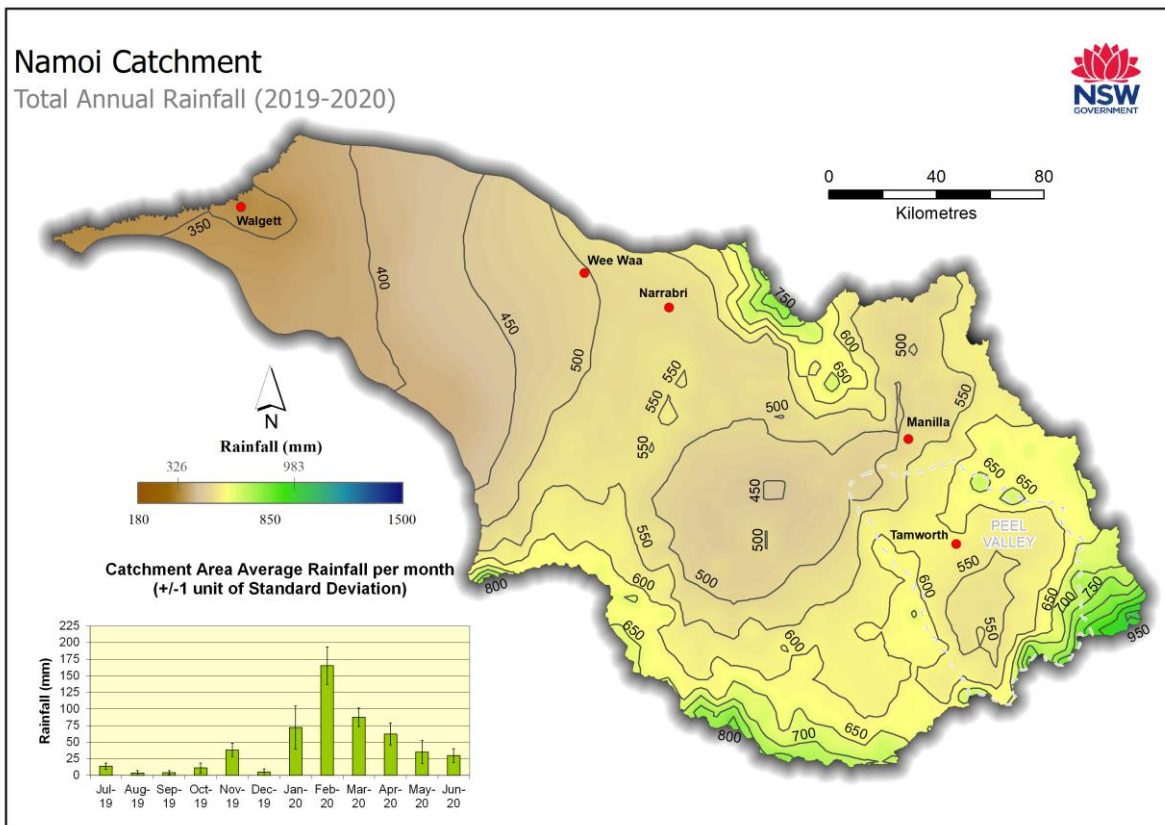 Namoi Catchment
Total Annual Rainfall (2019-2020)
NSW
GOVERNMENT
0 40 80
Kilometres
Walgett
350
400
450
500
Wee Waa
Narrabri
750
600
650
500
550
550
550
500
550
Manilla
450
500
500
550
600
650
800
650
650
PEEL
VALLEY
Tamworth
550
550
600
600
650
700
750
950
650
700
800
N
Rainfall (mm)
326 983
180 850 1500
Catchment Area Average Rainfall per month
(+/-1 unit of Standard Deviation)
Rainfall (mm)
225
200
175
150
125
100
75
50
25
0
Jul-19
Aug-19
Sep-19
Oct-19
Nov-19
Dec-19
Jan-20
Feb-20
Mar-20
Apr-20
May-20
Jun-20